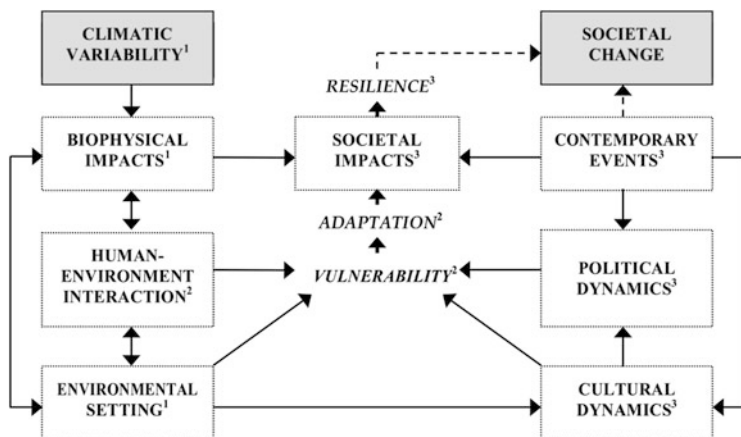 CLIMATIC
VARIABILITY¹
SOCIETAL
CHANGE
RESILIENCE³
BIOPHYSICAL
IMPACTS¹
SOCIETAL
IMPACTS³
CONTEMPORARY
EVENTS³
ADAPTATION²
HUMAN-
ENVIRONMENT
INTERACTION²
VULNERABILITY²
POLITICAL
DYNAMICS³
ENVIRONMENTAL
SETTING¹
CULTURAL
DYNAMICS³